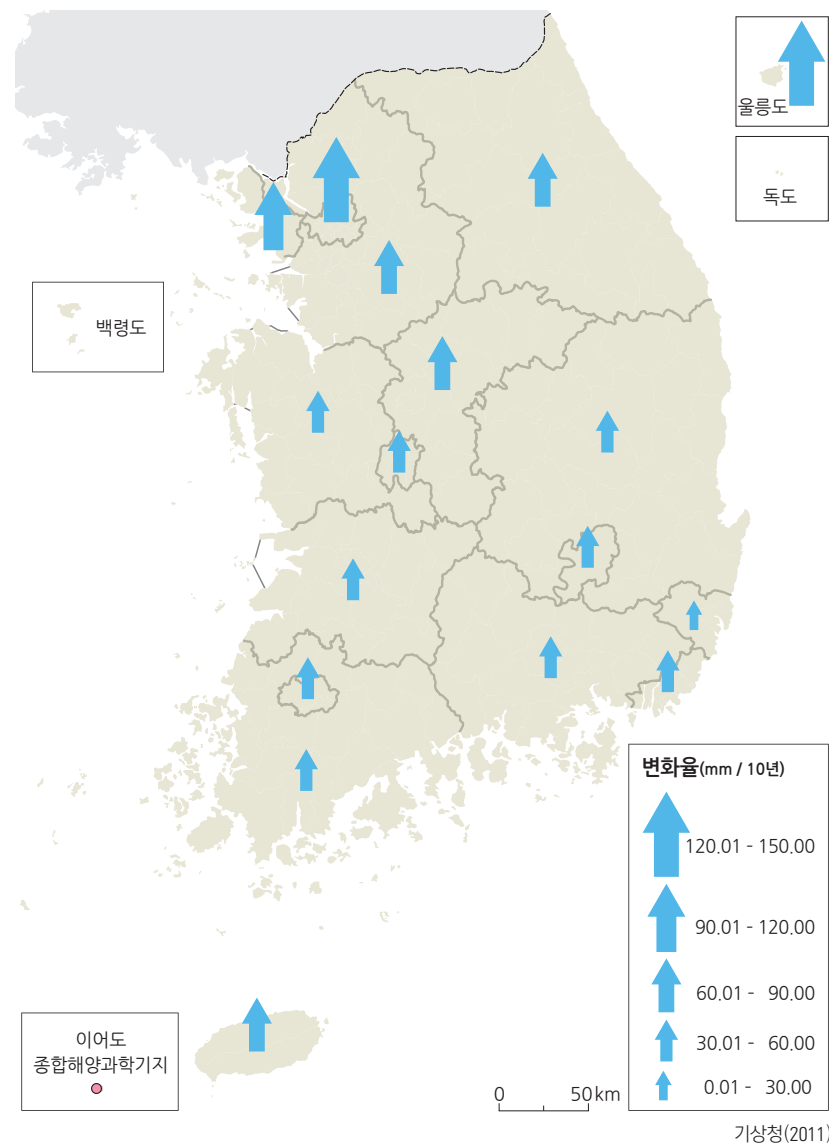 울릉도
독도
백령도
변화율(mm / 10년)
120.01 - 150.00
90.01 - 120.00
60.01 - 90.00
30.01 - 60.00
0.01 - 30.00
이어도
종합해양과학기지
0 50km
기상청(2011)